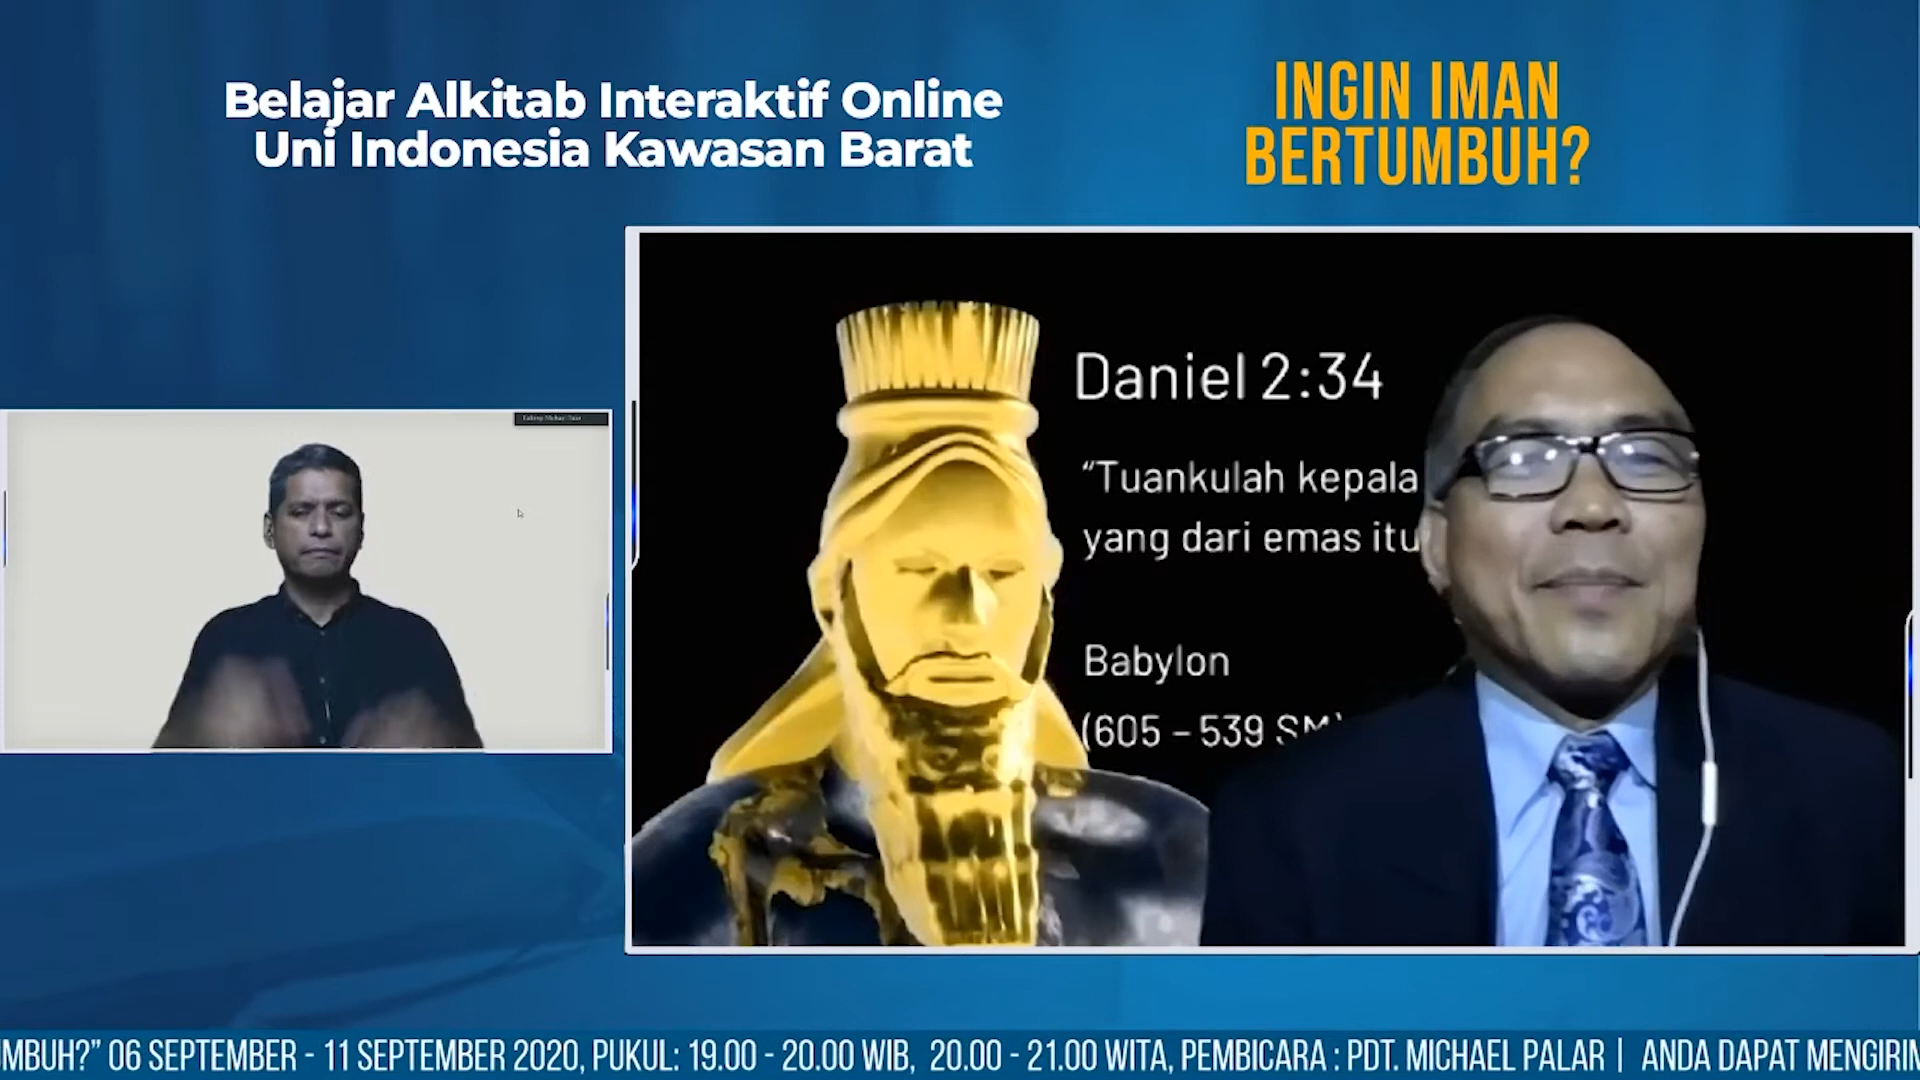 Belajar Alkitab Interaktif Online
Uni Indonesia Kawasan Barat
INGIN IMAN
BERTUMBUH?
Daniel 2:34
“Tuankulah kepala
yang dari emas itu
Babylon
(605 – 539 SM)
UMBUH?” 06 SEPTEMBER - 11 SEPTEMBER 2020, PUKUL: 19.00 - 20.00 WIB, 20.00 - 21.00 WITA, PEMBICARA : PDT. MICHAEL PALAR | ANDA DAPAT MENGIRIM